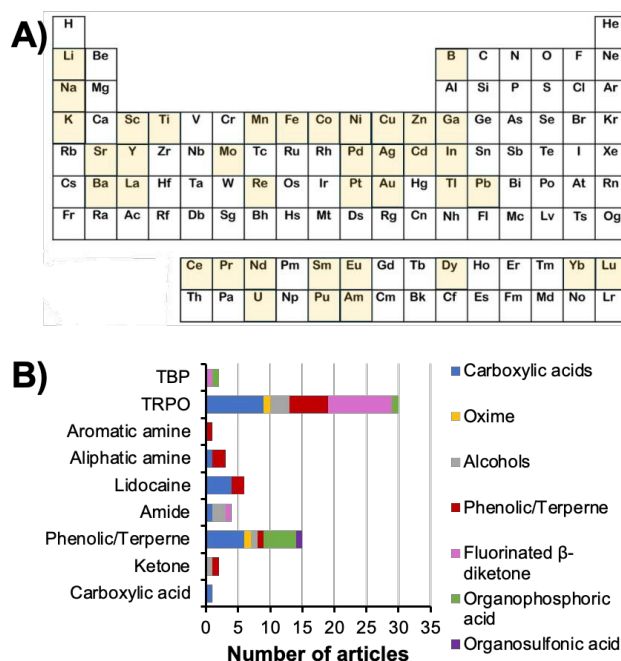 A)
H He
Li Be B C N O F Ne
Na Mg Al Si P S Cl Ar
K Ca Sc Ti V Cr Mn Fe Co Ni Cu Zn Ga Ge As Se Br Kr
Rb Sr Y Zr Nb Mo Tc Ru Rh Pd Ag Cd In Sn Sb Te I Xe
Cs Ba La Hf Ta W Re Os Ir Pt Au Hg Tl Pb Bi Po At Rn
Fr Ra Ac Rf Db Sg Bh Hs Mt Ds Rg Cn Nh Fl Mc Lv Ts Og
Ce Pr Nd Pm Sm Eu Gd Tb Dy Ho Er Tm Yb Lu
Th Pa U Np Pu Am Cm Bk Cf Es Fm Md No Lr
B)
TBP
TRPO
Aromatic amine
Aliphatic amine
Lidocaine
Amide
Phenolic/Terperne
Ketone
Carboxylic acid
0 5 10 15 20 25 30 35
Number of articles
Carboxylic acids
Oxime
Alcohols
Phenolic/Terperne
Fluorinated β-
diketone
Organophosphoric
acid
Organosulfonic acid